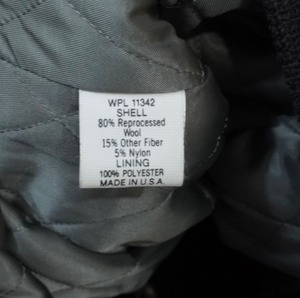 WPL 11342
SHELL
80% Reprocessed
Wool
15% Other Fiber
5% Nylon
LINING
100% POLYESTER
MADE IN U.S.A.